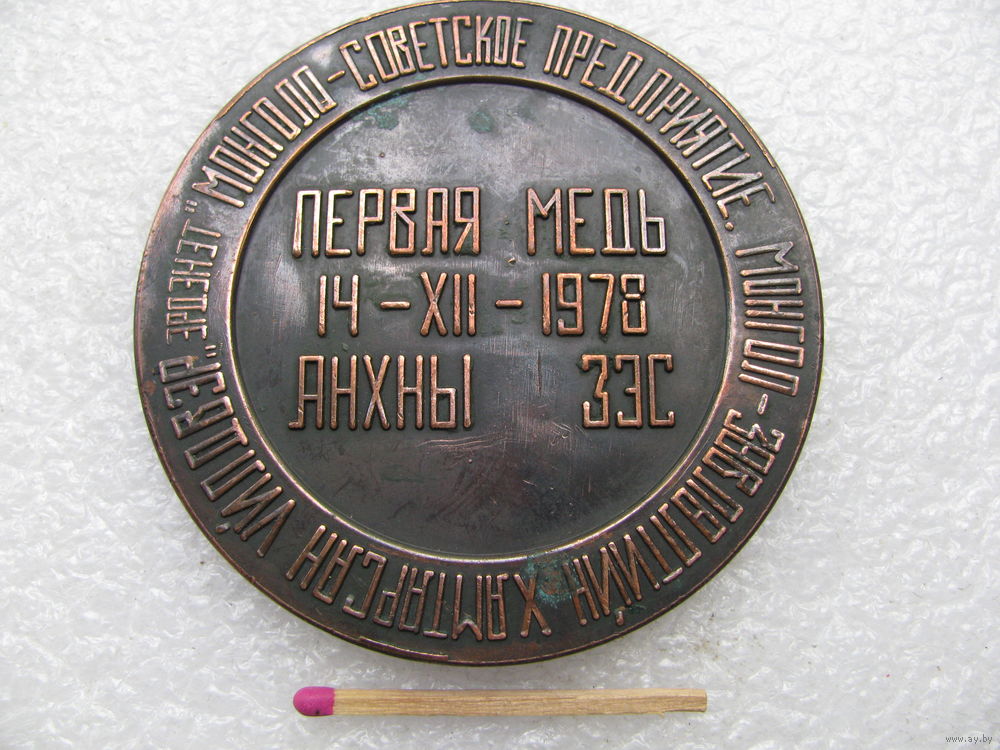 МОНГОЛО-СОВЕТСКОЕ ПРЕДПРИЯТИЕ. МОНГОЛ-ЗӨВЛӨЛТИЙН ХАМТАРСАН ҮЙЛДВЭР "ЭРДЭНЭТ"
ПЕРВАЯ МЕДЬ
14-XII-1978
АНХНЫ ЗЭС
www.ay.by